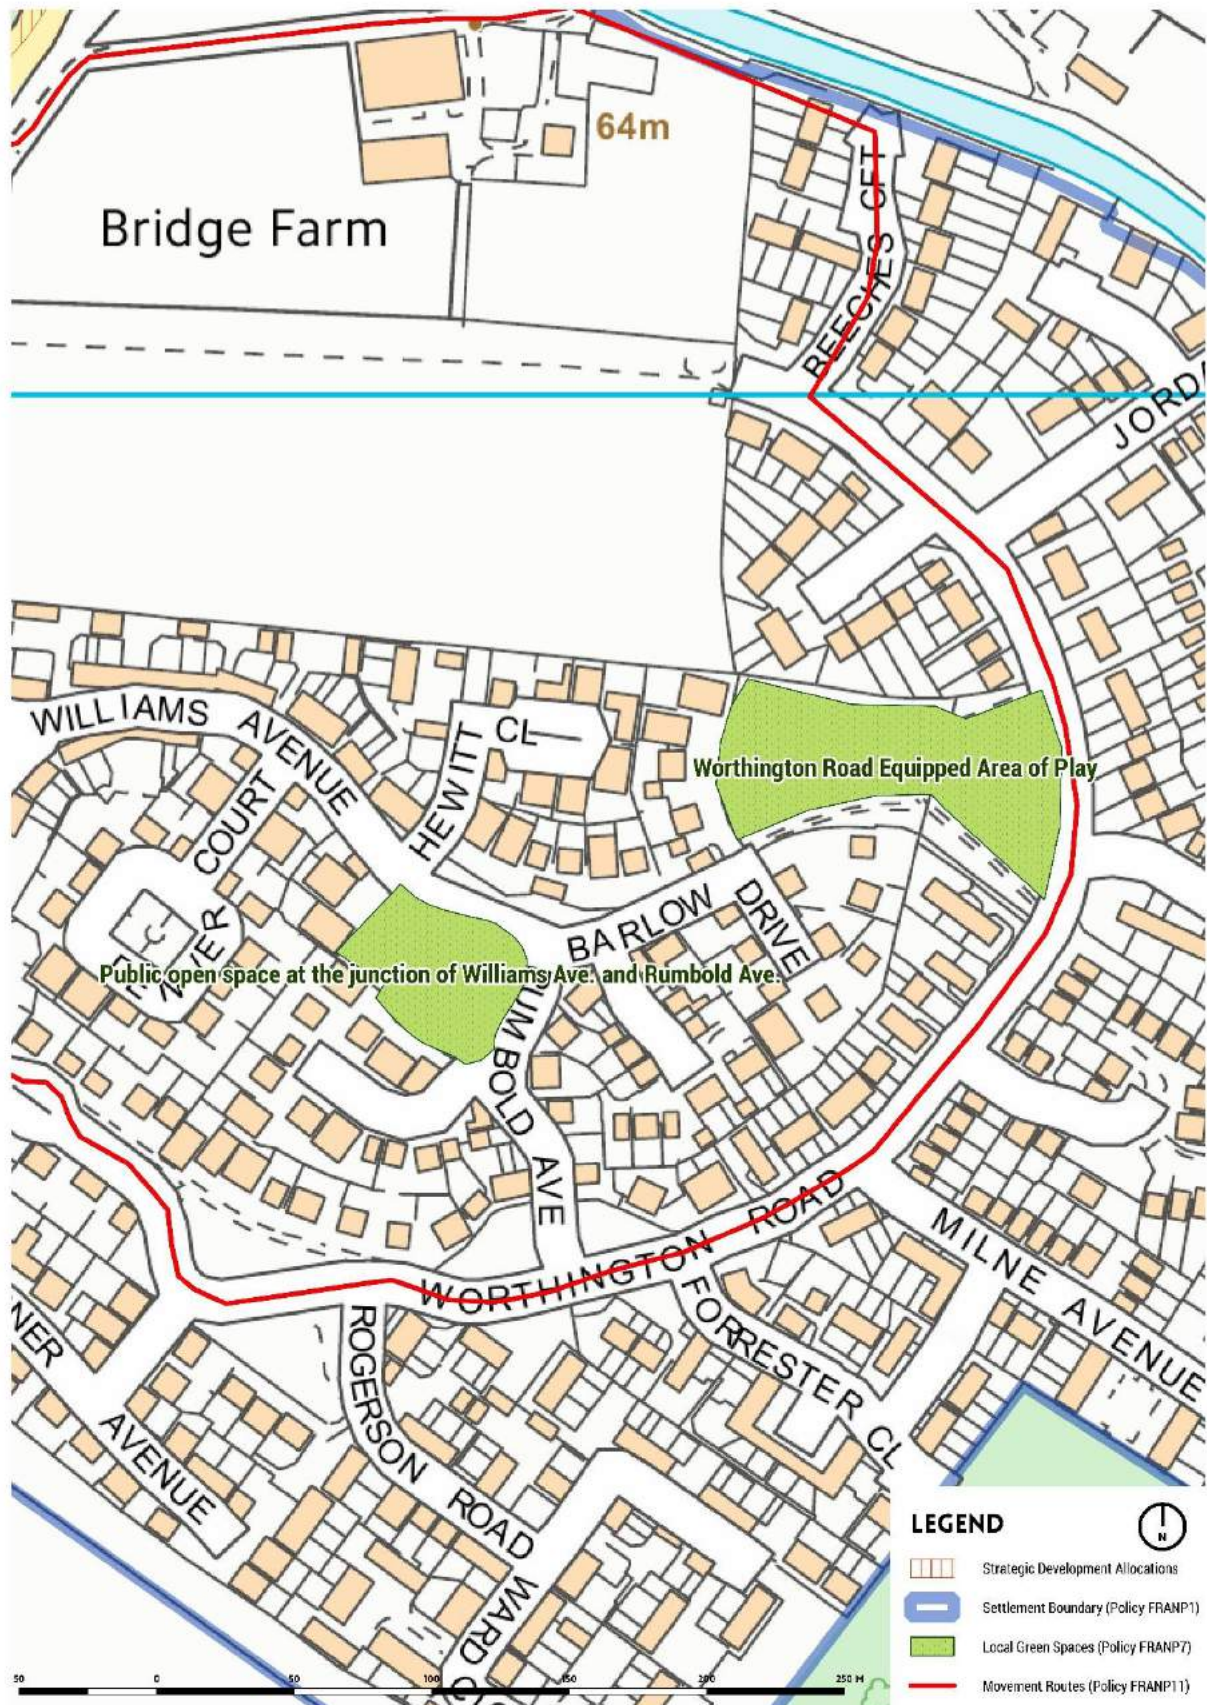 64m
Bridge Farm
BEECHES CFT
WILLIAMS AVENUE
HEWITT CL
COURT
Worthington Road Equipped Area of Play
BARLOW DRIVE
Public open space at the junction of Williams Ave. and Rumbold Ave.
UMBOLD AVE
WORTHINGTON ROAD
MILNE AVENUE
FORRESTER CL
ROGERSON ROAD
NER
AVENUE
WARD
LEGEND
N
Strategic Development Allocations
Settlement Boundary (Policy FRANP1)
Local Green Spaces (Policy FRANP7)
Movement Routes (Policy FRANP11)
50 0 50 100 150 200 250 M